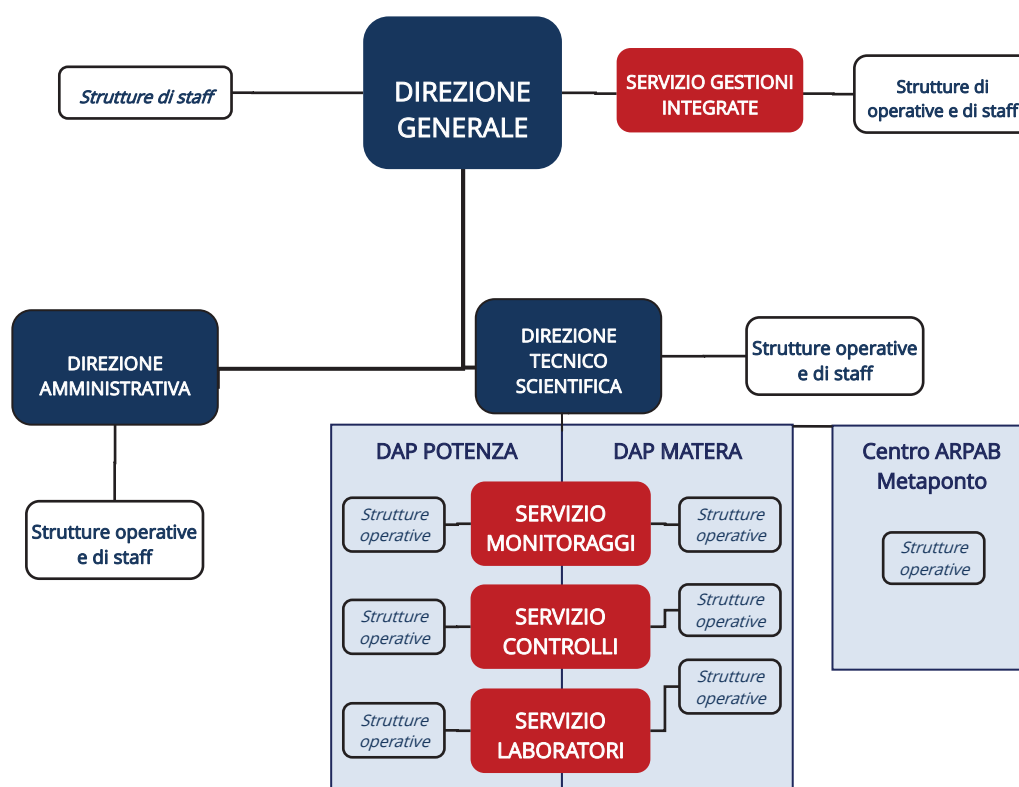 Strutture di staff
DIREZIONE
GENERALE
SERVIZIO GESTIONI
INTEGRATE
Strutture di
operative e di staff
DIREZIONE
AMMINISTRATIVA
DIREZIONE
TECNICO
SCIENTIFICA
Strutture operative
e di staff
Strutture operative
e di staff
DAP POTENZA
DAP MATERA
Centro ARPAB
Metaponto
Strutture
operative
SERVIZIO
MONITORAGGI
Strutture
operative
Strutture
operative
Strutture
operative
SERVIZIO
CONTROLLI
Strutture
operative
Strutture
operative
SERVIZIO
LABORATORI
Strutture
operative